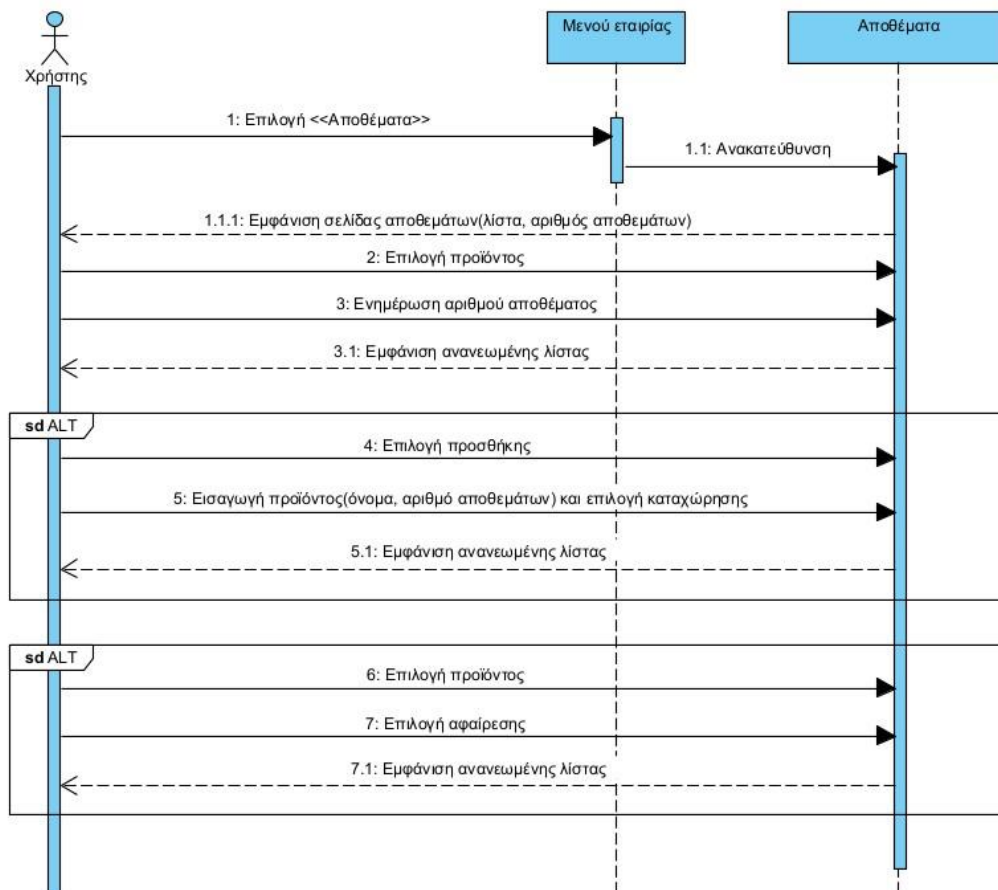 Χρήστης
Μενού εταιρίας
Αποθέματα
1: Επιλογή <<Αποθέματα>>
1.1: Ανακατεύθυνση
1.1.1: Εμφάνιση σελίδας αποθεμάτων(λίστα, αριθμός αποθεμάτων)
2: Επιλογή προϊόντος
3: Ενημέρωση αριθμού αποθέματος
3.1: Εμφάνιση ανανεωμένης λίστας
sd ALT
4: Επιλογή προσθήκης
5: Εισαγωγή προϊόντος(όνομα, αριθμό αποθεμάτων) και επιλογή καταχώρησης
5.1: Εμφάνιση ανανεωμένης λίστας
sd ALT
6: Επιλογή προϊόντος
7: Επιλογή αφαίρεσης
7.1: Εμφάνιση ανανεωμένης λίστας